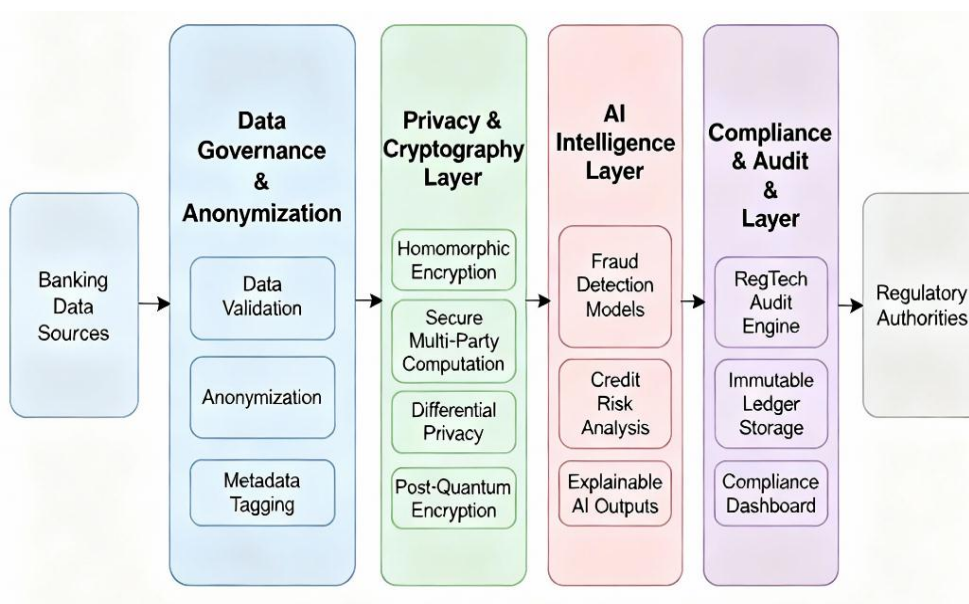 Banking
Data
Sources
Data
Governance
&
Anonymization
Data
Validation
Anonymization
Metadata
Tagging
Privacy &
Cryptography
Layer
Homomorphic
Encryption
Secure
Multi-Party
Computation
Differential
Privacy
Post-Quantum
Encryption
AI
Intelligence
Layer
Fraud
Detection
Models
Credit
Risk
Analysis
Explainable
AI Outputs
Compliance
& Audit
&
Layer
RegTech
Audit
Engine
Immutable
Ledger
Storage
Compliance
Dashboard
Regulatory
Authorities